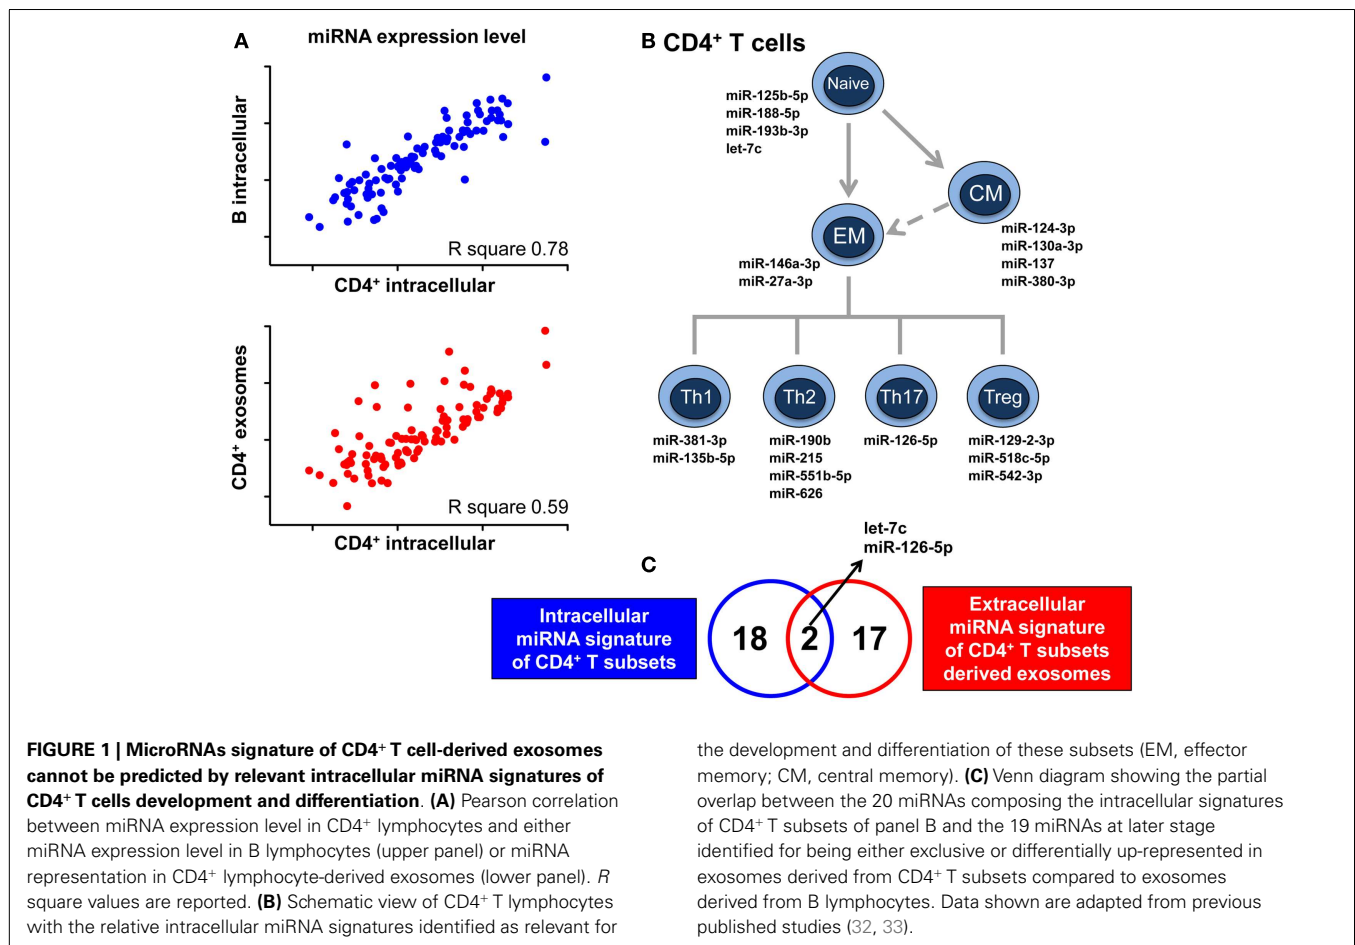 A
miRNA expression level
B intracellular
R square 0.78
CD4+ intracellular
CD4+ exosomes
R square 0.59
CD4+ intracellular
B CD4+ T cells
Naive
miR-125b-5p
miR-188-5p
miR-193b-3p
let-7c
CM
miR-124-3p
miR-130a-3p
miR-137
miR-380-3p
EM
miR-146a-3p
miR-27a-3p
Th1
miR-381-3p
miR-135b-5p
Th2
miR-190b
miR-215
miR-551b-5p
miR-626
Th17
miR-126-5p
Treg
miR-129-2-3p
miR-518c-5p
miR-542-3p
C
let-7c
miR-126-5p
Intracellular
miRNA signature
of CD4+ T subsets
18
2
17
Extracellular
miRNA signature
of CD4+ T subsets
derived exosomes
FIGURE 1 | MicroRNAs signature of CD4+ T cell-derived exosomes
cannot be predicted by relevant intracellular miRNA signatures of
CD4+ T cells development and differentiation. (A) Pearson correlation
between miRNA expression level in CD4+ lymphocytes and either
miRNA expression level in B lymphocytes (upper panel) or miRNA
representation in CD4+ lymphocyte-derived exosomes (lower panel). R
square values are reported. (B) Schematic view of CD4+ T lymphocytes
with the relative intracellular miRNA signatures identified as relevant for
the development and differentiation of these subsets (EM, effector
memory; CM, central memory). (C) Venn diagram showing the partial
overlap between the 20 miRNAs composing the intracellular signatures
of CD4+ T subsets of panel B and the 19 miRNAs at later stage
identified for being either exclusive or differentially up-represented in
exosomes derived from CD4+ T subsets compared to exosomes
derived from B lymphocytes. Data shown are adapted from previous
published studies (32, 33).